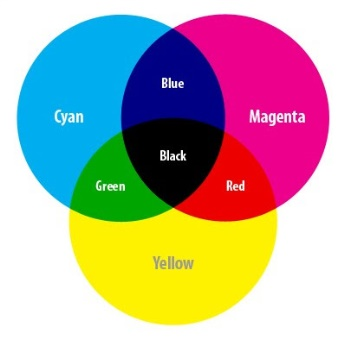 Blue
Cyan
Magenta
Black
Green
Red
Yellow